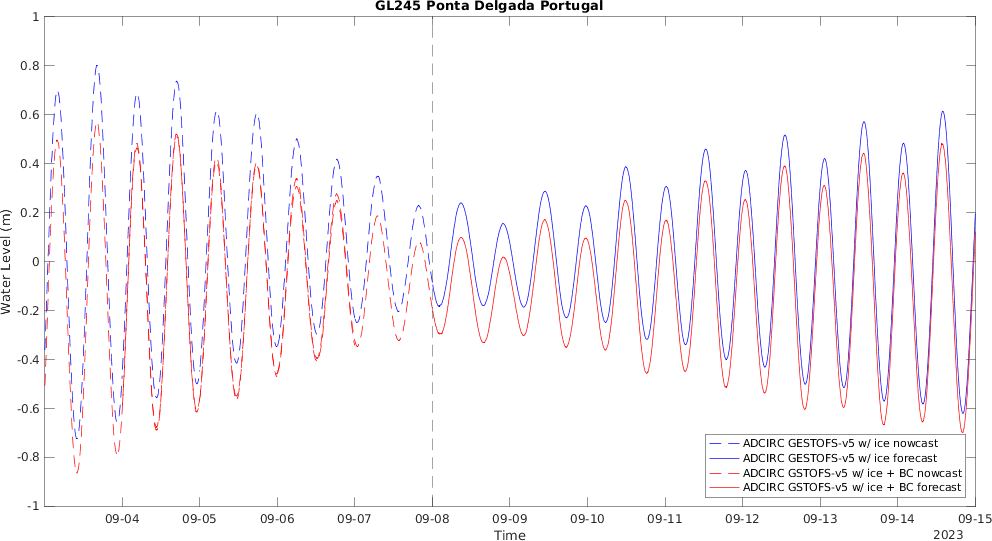 GL245 Ponta Delgada Portugal
1
0.8
0.6
0.4
0.2
0
-0.2
-0.4
-0.6
-0.8
-1
Water Level (m)
ADCIRC GESTOFS-v5 w/ ice nowcast
ADCIRC GESTOFS-v5 w/ ice forecast
ADCIRC GSTOFS-v5 w/ ice + BC nowcast
ADCIRC GSTOFS-v5 w/ ice + BC forecast
09-04 09-05 09-06 09-07 09-08 09-09 09-10 09-11 09-12 09-13 09-14 09-15
Time
2023